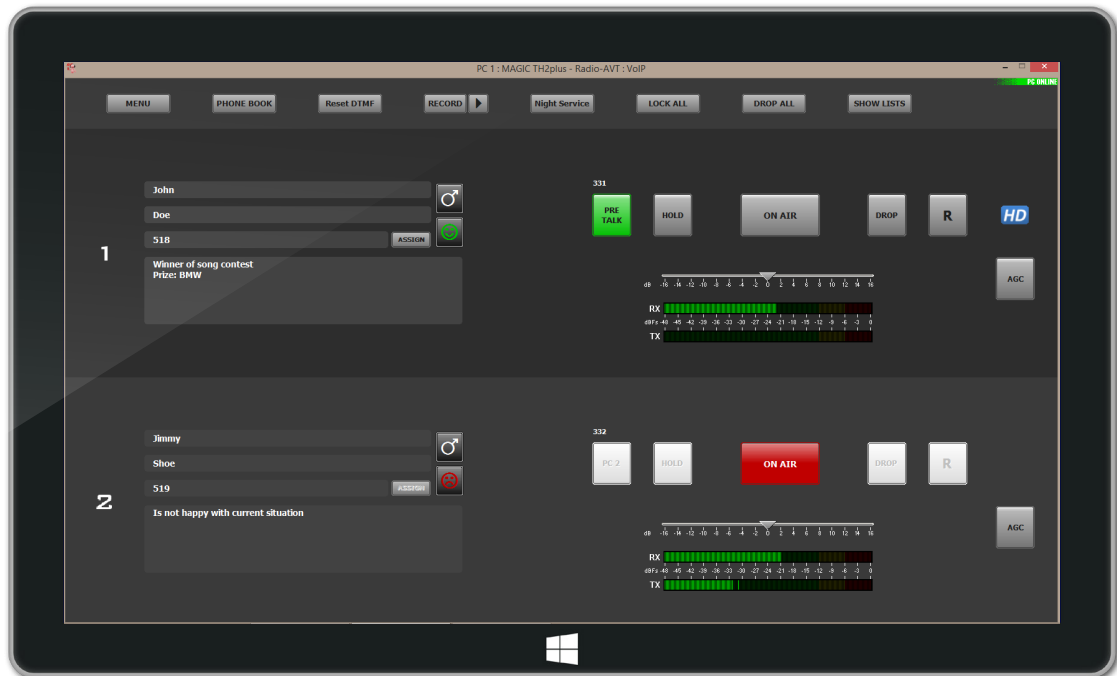 PC 1 : MAGIC TH2plus - Radio-AVT : VoIP
PC ONLINE
MENU PHONE BOOK Reset DTMF RECORD Night Service LOCK ALL DROP ALL SHOW LISTS
1
John
Doe
518 ASSIGN
Winner of song contest
Prize: BMW
331
PRE TALK HOLD ON AIR DROP R HD
AGC
dB -16 -14 -12 -10 -8 -6 -4 -2 0 2 4 6 8 10 12 14 16
RX
dBFs -48 -45 -42 -39 -36 -33 -30 -27 -24 -21 -18 -15 -12 -9 -6 -3 0
TX
2
Jimmy
Shoe
519 ASSIGN
Is not happy with current situation
332
PC 2 HOLD ON AIR DROP R
AGC
dB -16 -14 -12 -10 -8 -6 -4 -2 0 2 4 6 8 10 12 14 16
RX
dBFs -48 -45 -42 -39 -36 -33 -30 -27 -24 -21 -18 -15 -12 -9 -6 -3 0
TX